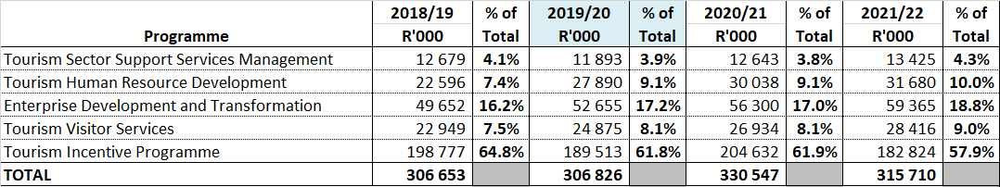 2018/19 % of 2019/20 % of 2020/21 % of 2021/22 % of
Programme R'000 Total R'000 Total R'000 Total R'000 Total
Tourism Sector Support Services Management 12 679 4.1% 11 893 3.9% 12 643 3.8% 13 425 4.3%
Tourism Human Resource Development 22 596 7.4% 27 890 9.1% 30 038 9.1% 31 680 10.0%
Enterprise Development and Transformation 49 652 16.2% 52 655 17.2% 56 300 17.0% 59 365 18.8%
Tourism Visitor Services 22 949 7.5% 24 875 8.1% 26 934 8.1% 28 416 9.0%
Tourism Incentive Programme 198 777 64.8% 189 513 61.8% 204 632 61.9% 182 824 57.9%
TOTAL 306 653 306 826 330 547 315 710